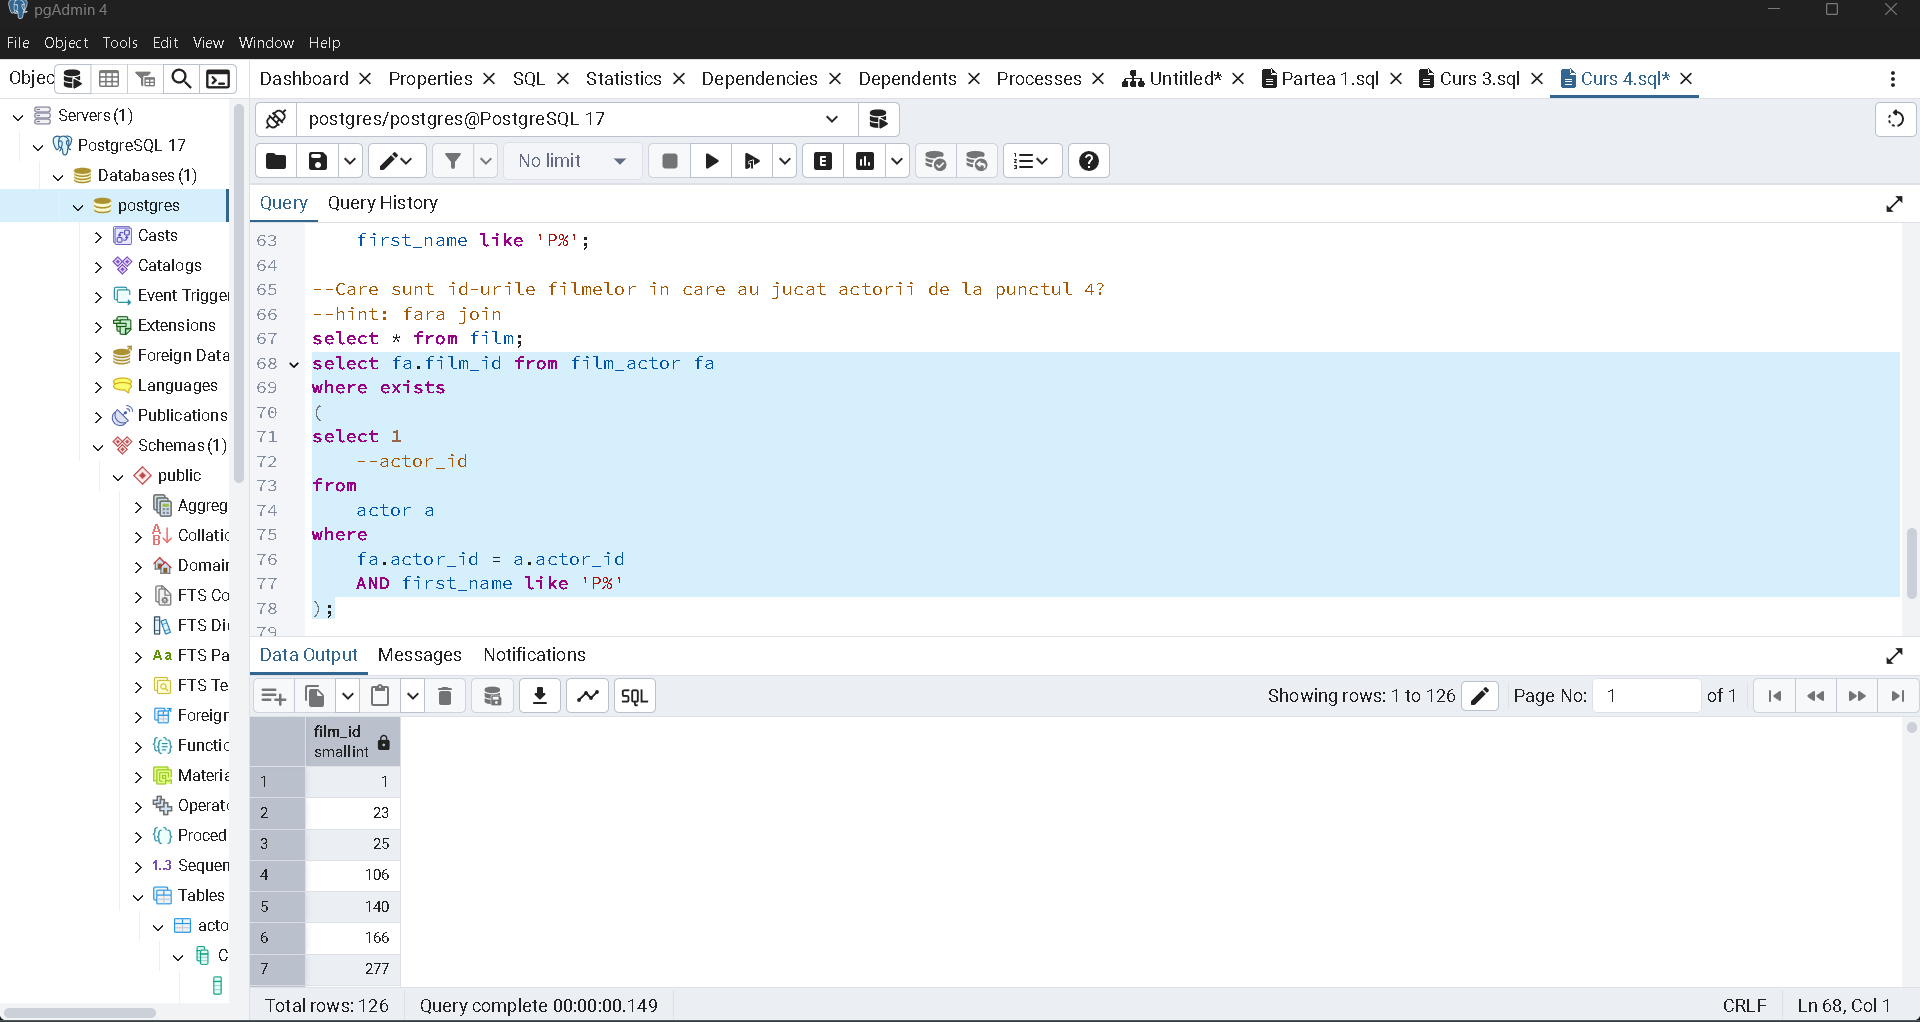 pgAdmin 4
File Object Tools Edit View Window Help
Objec
Dashboard Properties SQL Statistics Dependencies Dependents Processes Untitled* Partea 1.sql Curs 3.sql Curs 4.sql*
Servers (1)
PostgreSQL 17
Databases (1)
postgres
Casts
Catalogs
Event Trigge
Extensions
Foreign Data
Languages
Publications
Schemas (1)
public
Aggreg
Collatic
Domair
FTS Co
FTS Di
Aa FTS Pa
FTS Te
Foreign
Functio
Materia
Operato
Proced
1..3 Sequen
Tables
acto
C
postgres/postgres@PostgreSQL 17
No limit
E
Query Query History
63 first_name like 'P%';
64
65 --Care sunt id-urile filmelor in care au jucat actorii de la punctul 4?
66 --hint: fara join
67 select * from film;
68 select fa.film_id from film_actor fa
69 where exists
70 (
71 select 1
72 --actor_id
73 from
74 actor a
75 where
76 fa.actor_id = a.actor_id
77 AND first_name like 'P%'
78 );
79
Data Output Messages Notifications
SQL
Showing rows: 1 to 126 Page No: 1 of 1
film_id
smallint
1 1
2 23
3 25
4 106
5 140
6 166
7 277
Total rows: 126 Query complete 00:00:00.149 CRLF Ln 68, Col 1